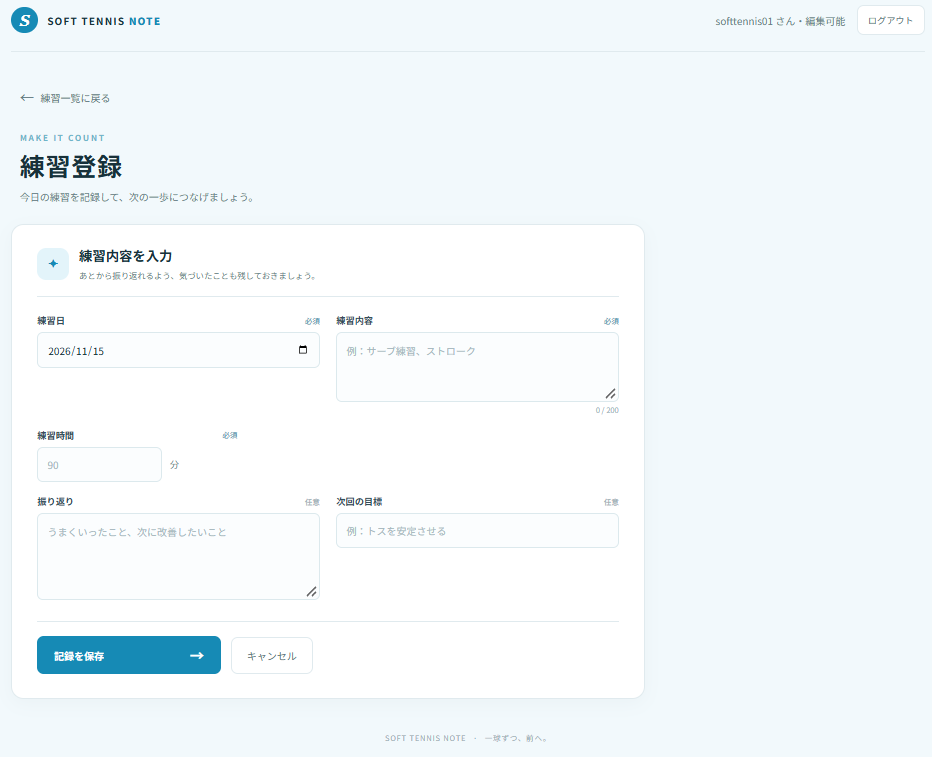 S SOFT TENNIS NOTE
softtennis01 さん・編集可能
ログアウト
← 練習一覧に戻る
MAKE IT COUNT
練習登録
今日の練習を記録して、次の一歩につなげましょう。
練習内容を入力
あとから振り返れるよう、気づいたことも残しておきましょう。
練習日 必須
2026/11/15
練習内容 必須
例：サーブ練習、ストローク
0 / 200
練習時間 必須
90 分
振り返り 任意
うまくいったこと、次に改善したいこと
次回の目標 任意
例：トスを安定させる
記録を保存 →
キャンセル
SOFT TENNIS NOTE ・ 一球ずつ、前へ。